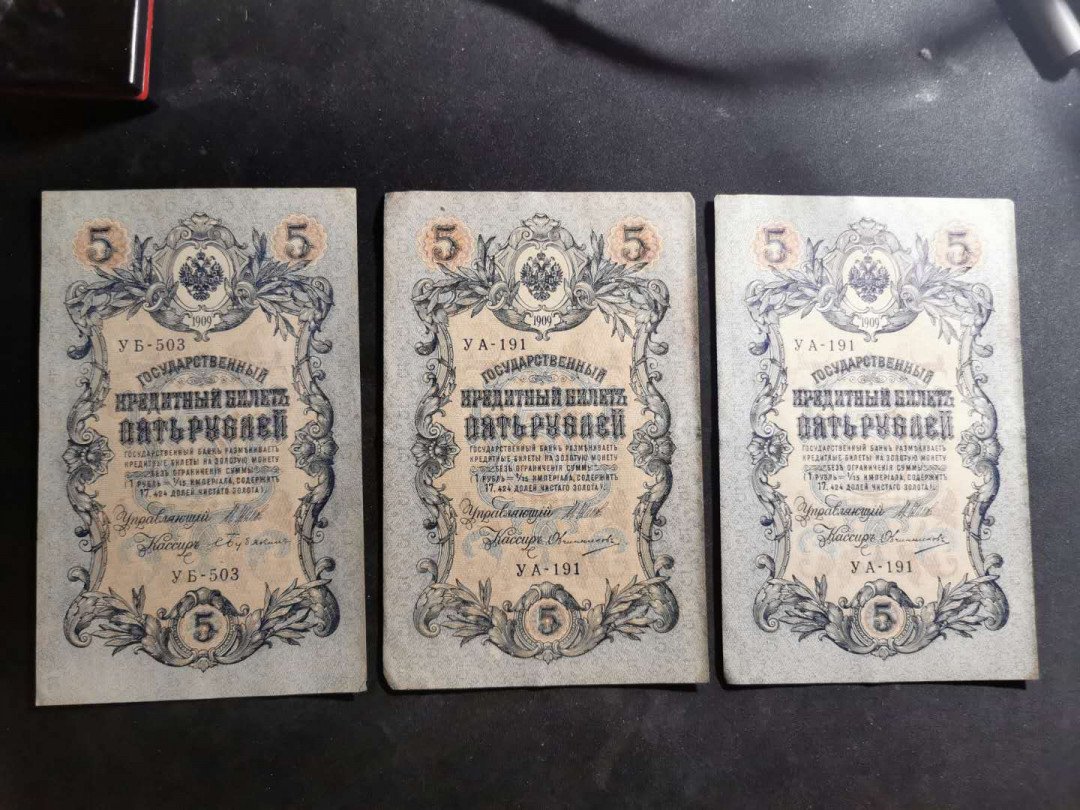 5 5
1909
УБ-503
ГОСУДАРСТВЕННЫЙ
КРЕДИТНЫЙ БИЛЕТЪ
ПЯТЬ РУБЛЕЙ
ГОСУДАРСТВЕННЫЙ БАНКЪ РАЗМѢНИВАЕТЪ
КРЕДИТНЫЕ БИЛЕТЫ НА ЗОЛОТУЮ МОНЕТУ
БЕЗЪ ОГРАНИЧЕНІЯ СУММЫ
(1 РУБЛЬ = 1/15 ИМПЕРІАЛА, СОДЕРЖИТЪ
17,424 ДОЛЕЙ ЧИСТАГО ЗОЛОТА).
Управляющій
Кассиръ
УБ-503
5
5 5
1909
УА-191
ГОСУДАРСТВЕННЫЙ
КРЕДИТНЫЙ БИЛЕТЪ
ПЯТЬ РУБЛЕЙ
ГОСУДАРСТВЕННЫЙ БАНКЪ РАЗМѢНИВАЕТЪ
КРЕДИТНЫЕ БИЛЕТЫ НА ЗОЛОТУЮ МОНЕТУ
БЕЗЪ ОГРАНИЧЕНІЯ СУММЫ
(1 РУБЛЬ = 1/15 ИМПЕРІАЛА, СОДЕРЖИТЪ
17,424 ДОЛЕЙ ЧИСТАГО ЗОЛОТА).
Управляющій
Кассиръ
УА-191
5
5 5
1909
УА-191
ГОСУДАРСТВЕННЫЙ
КРЕДИТНЫЙ БИЛЕТЪ
ПЯТЬ РУБЛЕЙ
ГОСУДАРСТВЕННЫЙ БАНКЪ РАЗМѢНИВАЕТЪ
КРЕДИТНЫЕ БИЛЕТЫ НА ЗОЛОТУЮ МОНЕТУ
БЕЗЪ ОГРАНИЧЕНІЯ СУММЫ
(1 РУБЛЬ = 1/15 ИМПЕРІАЛА, СОДЕРЖИТЪ
17,424 ДОЛЕЙ ЧИСТАГО ЗОЛОТА).
Управляющій
Кассиръ
УА-191
5